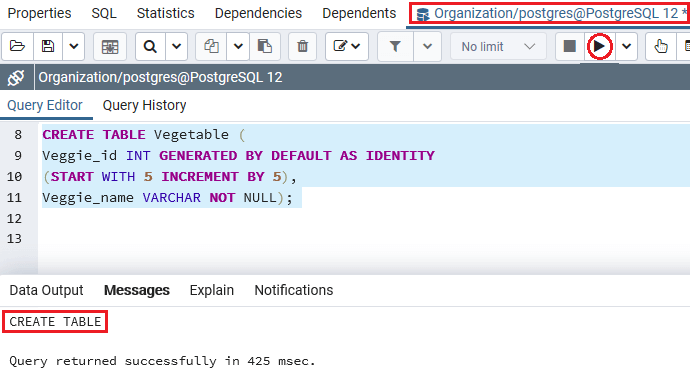 Properties SQL Statistics Dependencies Dependents Organization/postgres@PostgreSQL 12 *
No limit
Organization/postgres@PostgreSQL 12
Query Editor Query History
8 CREATE TABLE Vegetable (
9 Veggie_id INT GENERATED BY DEFAULT AS IDENTITY
10 (START WITH 5 INCREMENT BY 5),
11 Veggie_name VARCHAR NOT NULL);
12
13
Data Output Messages Explain Notifications
CREATE TABLE
Query returned successfully in 425 msec.